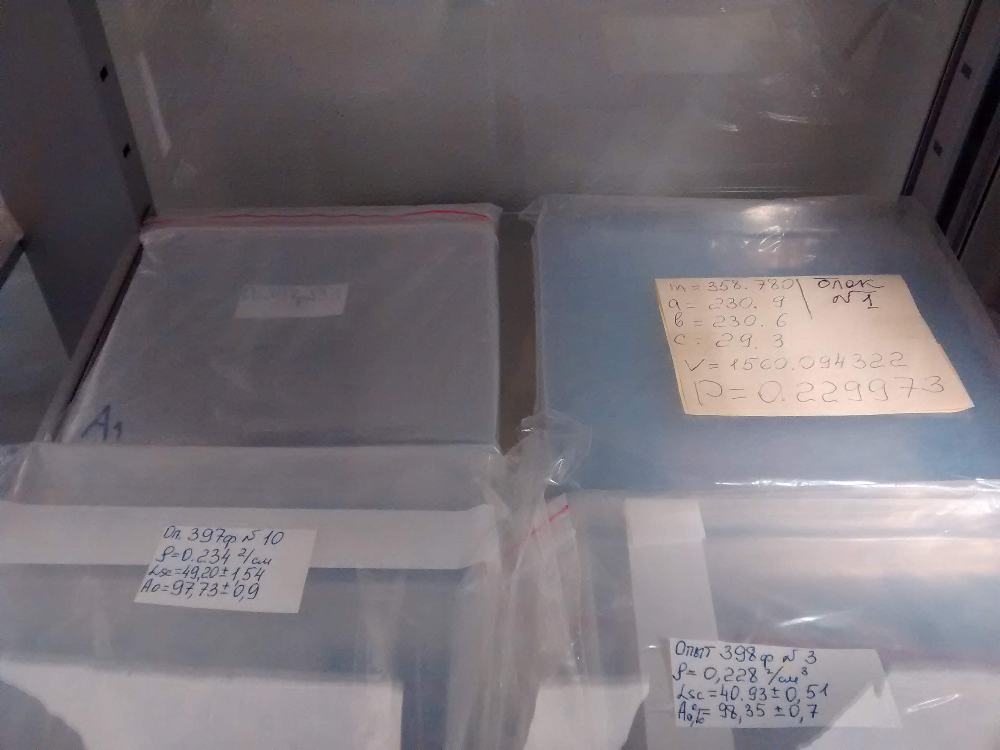 m = 358.780
блок
№ 1
a = 230.9
в = 230.6
c = 29.3
V = 1560.094322
P = 0.229973
A1
Оп. 397ф № 10
ρ=0.234 г/см
Lsc=49,20±1,54
Ao=97,73±0,9
Опыт 398ф № 3
ρ= 0,228 г/см³
Lsc=40.93±0,51
= 98,35 ±0,7